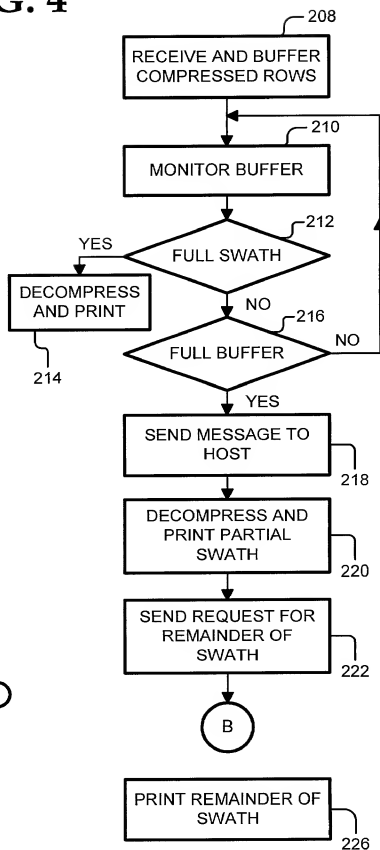 G. 4
208
RECEIVE AND BUFFER
COMPRESSED ROWS
210
MONITOR BUFFER
212
YES
FULL SWATH
DECOMPRESS
AND PRINT
NO
216
214
FULL BUFFER
NO
YES
SEND MESSAGE TO
HOST
218
DECOMPRESS AND
PRINT PARTIAL
SWATH
220
SEND REQUEST FOR
REMAINDER OF
SWATH
222
B
PRINT REMAINDER OF
SWATH
226